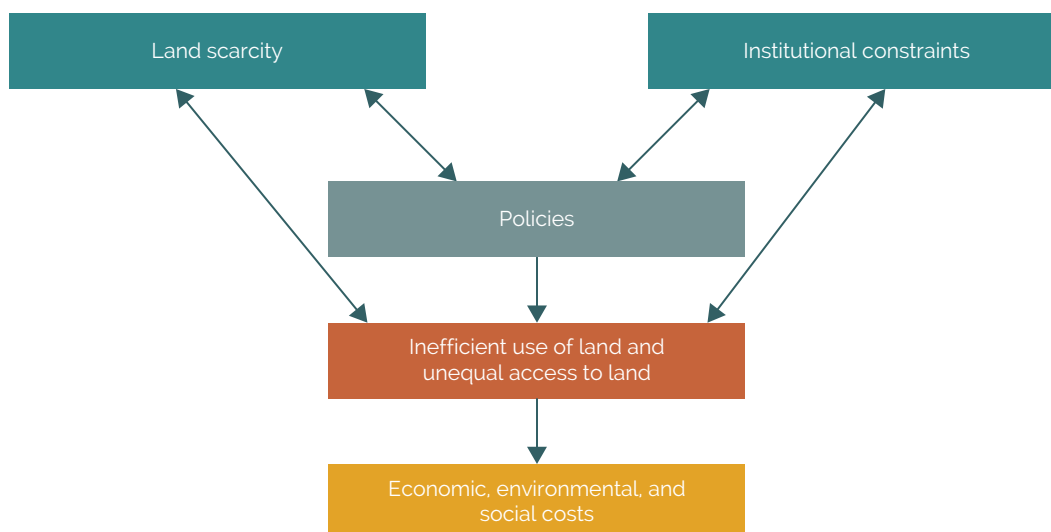 Land scarcity
Institutional constraints
Policies
Inefficient use of land and
unequal access to land
Economic, environmental, and
social costs